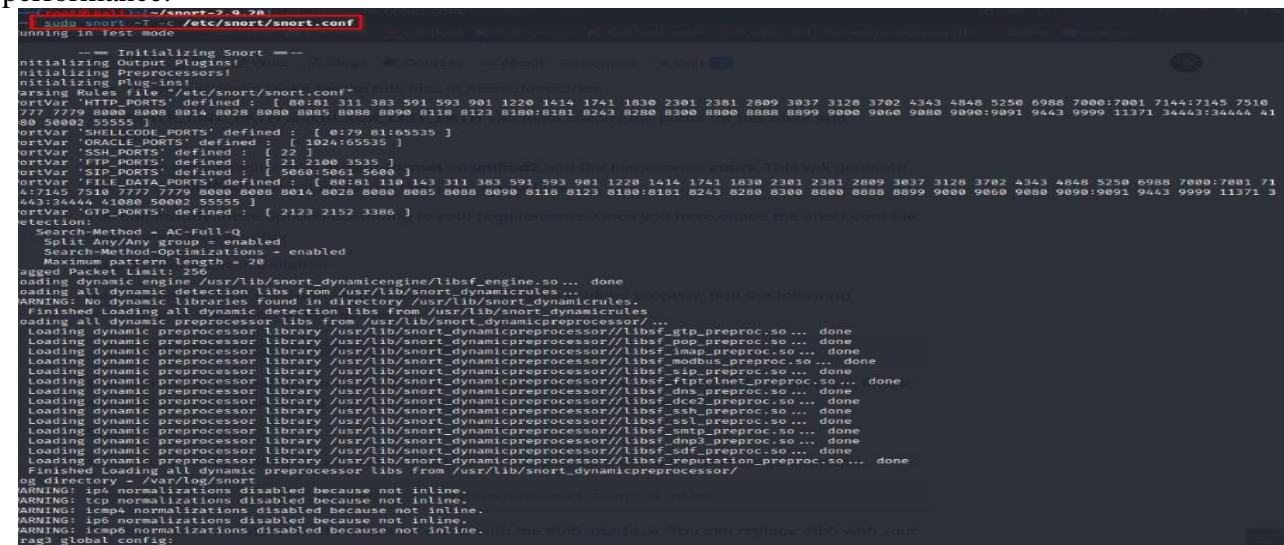 performance.
~/snort-2.9.20]
sudo snort -T -c /etc/snort/snort.conf
unning in Test mode
--== Initializing Snort ==--
nitializing Output Plugins!
nitializing Preprocessors!
nitializing Plug-ins!
arsing Rules file "/etc/snort/snort.conf"
ortVar 'HTTP_PORTS' defined : [ 80:81 311 383 591 593 901 1220 1414 1741 1830 2301 2381 2809 3037 3128 3702 4343 4848 5250 6988 7000:7001 7144:7145 7510
777 7779 8000 8008 8014 8028 8080 8085 8088 8090 8118 8123 8180:8181 8243 8280 8300 8800 8888 8899 9000 9060 9080 9090:9091 9443 9999 11371 34443:34444 41
80 50002 55555 ]
ortVar 'SHELLCODE_PORTS' defined : [ 0:79 81:65535 ]
ortVar 'ORACLE_PORTS' defined : [ 1024:65535 ]
ortVar 'SSH_PORTS' defined : [ 22 ]
ortVar 'FTP_PORTS' defined : [ 21 2100 3535 ]
ortVar 'SIP_PORTS' defined : [ 5060:5061 5600 ]
ortVar 'FILE_DATA_PORTS' defined : [ 80:81 110 143 311 383 591 593 901 1220 1414 1741 1830 2301 2381 2809 3037 3128 3702 4343 4848 5250 6988 7000:7001 71
4:7145 7510 7777 7779 8000 8008 8014 8028 8080 8085 8088 8090 8118 8123 8180:8181 8243 8280 8300 8800 8888 8899 9000 9060 9080 9090:9091 9443 9999 11371 3
443:34444 41080 50002 55555 ]
ortVar 'GTP_PORTS' defined : [ 2123 2152 3386 ]
etection:
Search-Method = AC-Full-Q
Split Any/Any group = enabled
Search-Method-Optimizations = enabled
Maximum pattern length = 20
agged Packet Limit: 256
oading dynamic engine /usr/lib/snort_dynamicengine/libsf_engine.so... done
oading all dynamic detection libs from /usr/lib/snort_dynamicrules...
ARNING: No dynamic libraries found in directory /usr/lib/snort_dynamicrules.
Finished Loading all dynamic detection libs from /usr/lib/snort_dynamicrules
oading all dynamic preprocessor libs from /usr/lib/snort_dynamicpreprocessor/...
Loading dynamic preprocessor library /usr/lib/snort_dynamicpreprocessor//libsf_gtp_preproc.so... done
Loading dynamic preprocessor library /usr/lib/snort_dynamicpreprocessor//libsf_pop_preproc.so... done
Loading dynamic preprocessor library /usr/lib/snort_dynamicpreprocessor//libsf_imap_preproc.so... done
Loading dynamic preprocessor library /usr/lib/snort_dynamicpreprocessor//libsf_modbus_preproc.so... done
Loading dynamic preprocessor library /usr/lib/snort_dynamicpreprocessor//libsf_sip_preproc.so... done
Loading dynamic preprocessor library /usr/lib/snort_dynamicpreprocessor//libsf_ftptelnet_preproc.so... done
Loading dynamic preprocessor library /usr/lib/snort_dynamicpreprocessor//libsf_dns_preproc.so... done
Loading dynamic preprocessor library /usr/lib/snort_dynamicpreprocessor//libsf_dce2_preproc.so... done
Loading dynamic preprocessor library /usr/lib/snort_dynamicpreprocessor//libsf_ssh_preproc.so... done
Loading dynamic preprocessor library /usr/lib/snort_dynamicpreprocessor//libsf_ssl_preproc.so... done
Loading dynamic preprocessor library /usr/lib/snort_dynamicpreprocessor//libsf_smtp_preproc.so... done
Loading dynamic preprocessor library /usr/lib/snort_dynamicpreprocessor//libsf_dnp3_preproc.so... done
Loading dynamic preprocessor library /usr/lib/snort_dynamicpreprocessor//libsf_sdf_preproc.so... done
Loading dynamic preprocessor library /usr/lib/snort_dynamicpreprocessor//libsf_reputation_preproc.so... done
Finished Loading all dynamic preprocessor libs from /usr/lib/snort_dynamicpreprocessor/
og directory = /var/log/snort
ARNING: ip4 normalizations disabled because not inline.
ARNING: tcp normalizations disabled because not inline.
ARNING: icmp4 normalizations disabled because not inline.
ARNING: ip6 normalizations disabled because not inline.
ARNING: icmp6 normalizations disabled because not inline.
rag3 global config: